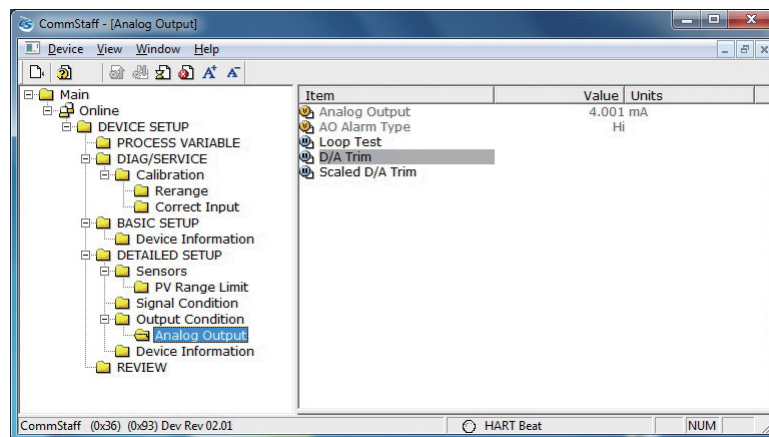 CommStaff - [Analog Output]
Device View Window Help
Main
Online
DEVICE SETUP
PROCESS VARIABLE
DIAG/SERVICE
Calibration
Rerange
Correct Input
BASIC SETUP
Device Information
DETAILED SETUP
Sensors
PV Range Limit
Signal Condition
Output Condition
Analog Output
Device Information
REVIEW
Item Value Units
Analog Output 4.001 mA
AO Alarm Type Hi
Loop Test
D/A Trim
Scaled D/A Trim
CommStaff (0x36) (0x93) Dev Rev 02.01 HART Beat NUM